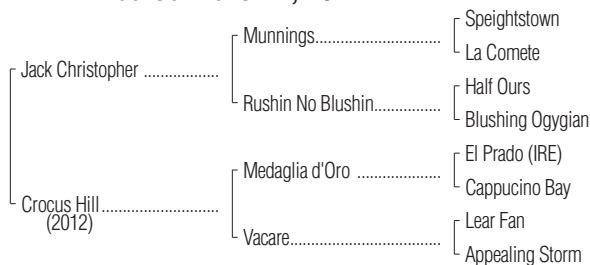 Speightstown
Munnings
La Comete
Jack Christopher
Half Ours
Rushin No Blushin
Blushing Ogygian
El Prado (IRE)
Medaglia d'Oro
Cappucino Bay
Crocus Hill
(2012)
Lear Fan
Vacare
Appealing Storm